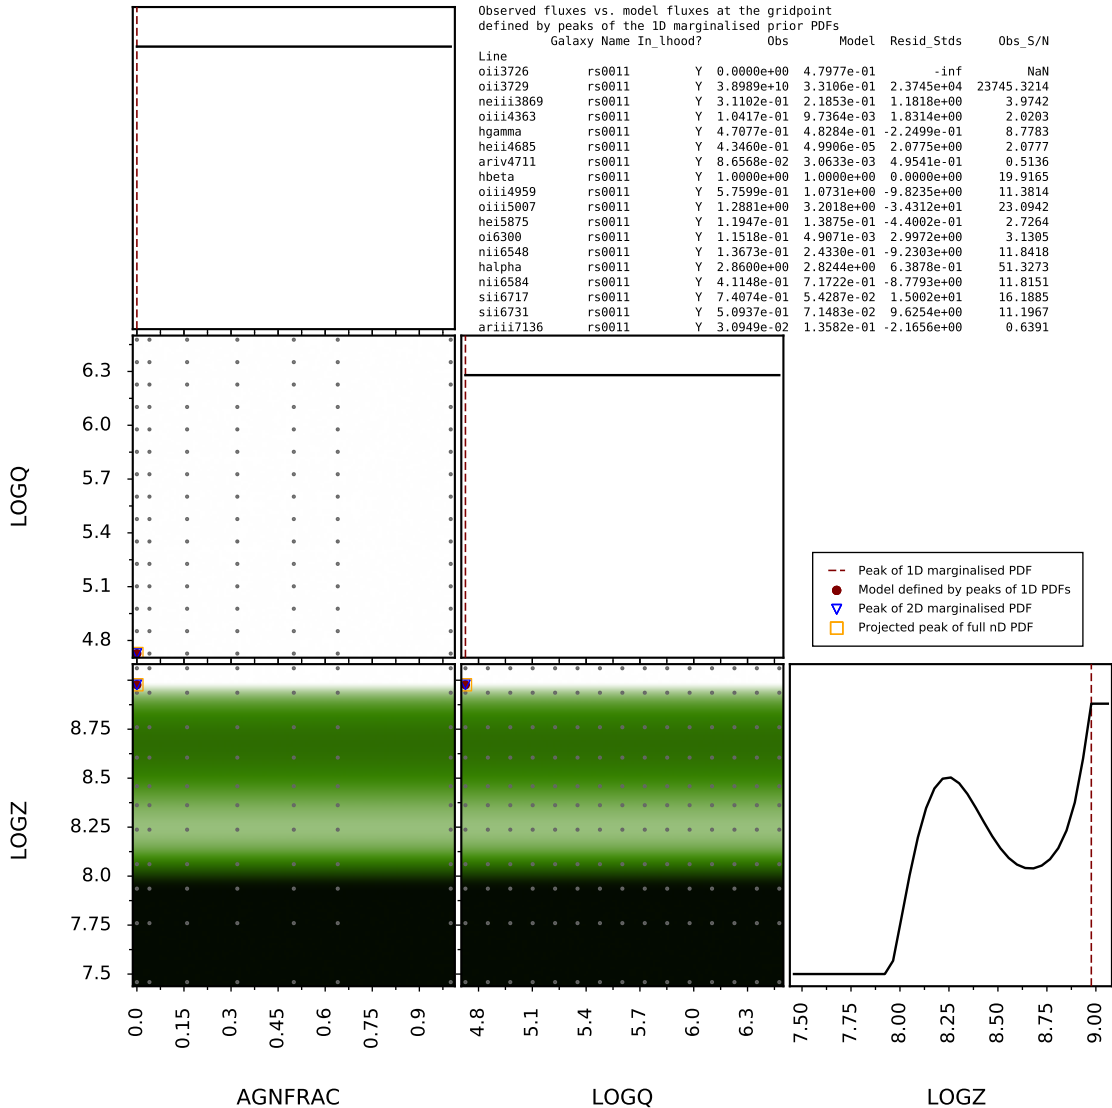 Observed fluxes vs. model fluxes at the gridpoint
defined by peaks of the 1D marginalised prior PDFs
Galaxy Name In_lhood? Obs Model Resid_Stds Obs_S/N
Line
oii3726 rs0011 Y 0.0000e+00 4.7977e-01 -inf NaN
oii3729 rs0011 Y 3.8989e+10 3.3106e-01 2.3745e+04 23745.3214
neiii3869 rs0011 Y 3.1102e-01 2.1853e-01 1.1818e+00 3.9742
oiii4363 rs0011 Y 1.0417e-01 9.7364e-03 1.8314e+00 2.0203
hgamma rs0011 Y 4.7077e-01 4.8284e-01 -2.2499e-01 8.7783
heii4685 rs0011 Y 4.3460e-01 4.9906e-05 2.0775e+00 2.0777
ariv4711 rs0011 Y 8.6568e-02 3.0633e-03 4.9541e-01 0.5136
hbeta rs0011 Y 1.0000e+00 1.0000e+00 0.0000e+00 19.9165
oiii4959 rs0011 Y 5.7599e-01 1.0731e+00 -9.8235e+00 11.3814
oiii5007 rs0011 Y 1.2881e+00 3.2018e+00 -3.4312e+01 23.0942
hei5875 rs0011 Y 1.1947e-01 1.3875e-01 -4.4002e-01 2.7264
oi6300 rs0011 Y 1.1518e-01 4.9071e-03 2.9972e+00 3.1305
nii6548 rs0011 Y 1.3673e-01 2.4330e-01 -9.2303e+00 11.8418
halpha rs0011 Y 2.8600e+00 2.8244e+00 6.3878e-01 51.3273
nii6584 rs0011 Y 4.1148e-01 7.1722e-01 -8.7793e+00 11.8151
sii6717 rs0011 Y 7.4074e-01 5.4287e-02 1.5002e+01 16.1885
sii6731 rs0011 Y 5.0937e-01 7.1483e-02 9.6254e+00 11.1967
ariii7136 rs0011 Y 3.0949e-02 1.3582e-01 -2.1656e+00 0.6391
LOGQ
6.3
6.0
5.7
5.4
5.1
4.8
Peak of 1D marginalised PDF
Model defined by peaks of 1D PDFs
Peak of 2D marginalised PDF
Projected peak of full nD PDF
LOGZ
8.75
8.5
8.25
8.0
7.75
7.5
0.0 0.15 0.3 0.45 0.6 0.75 0.9
4.8 5.1 5.4 5.7 6.0 6.3
7.50 7.75 8.00 8.25 8.50 8.75 9.00
AGNFRAC LOGQ LOGZ